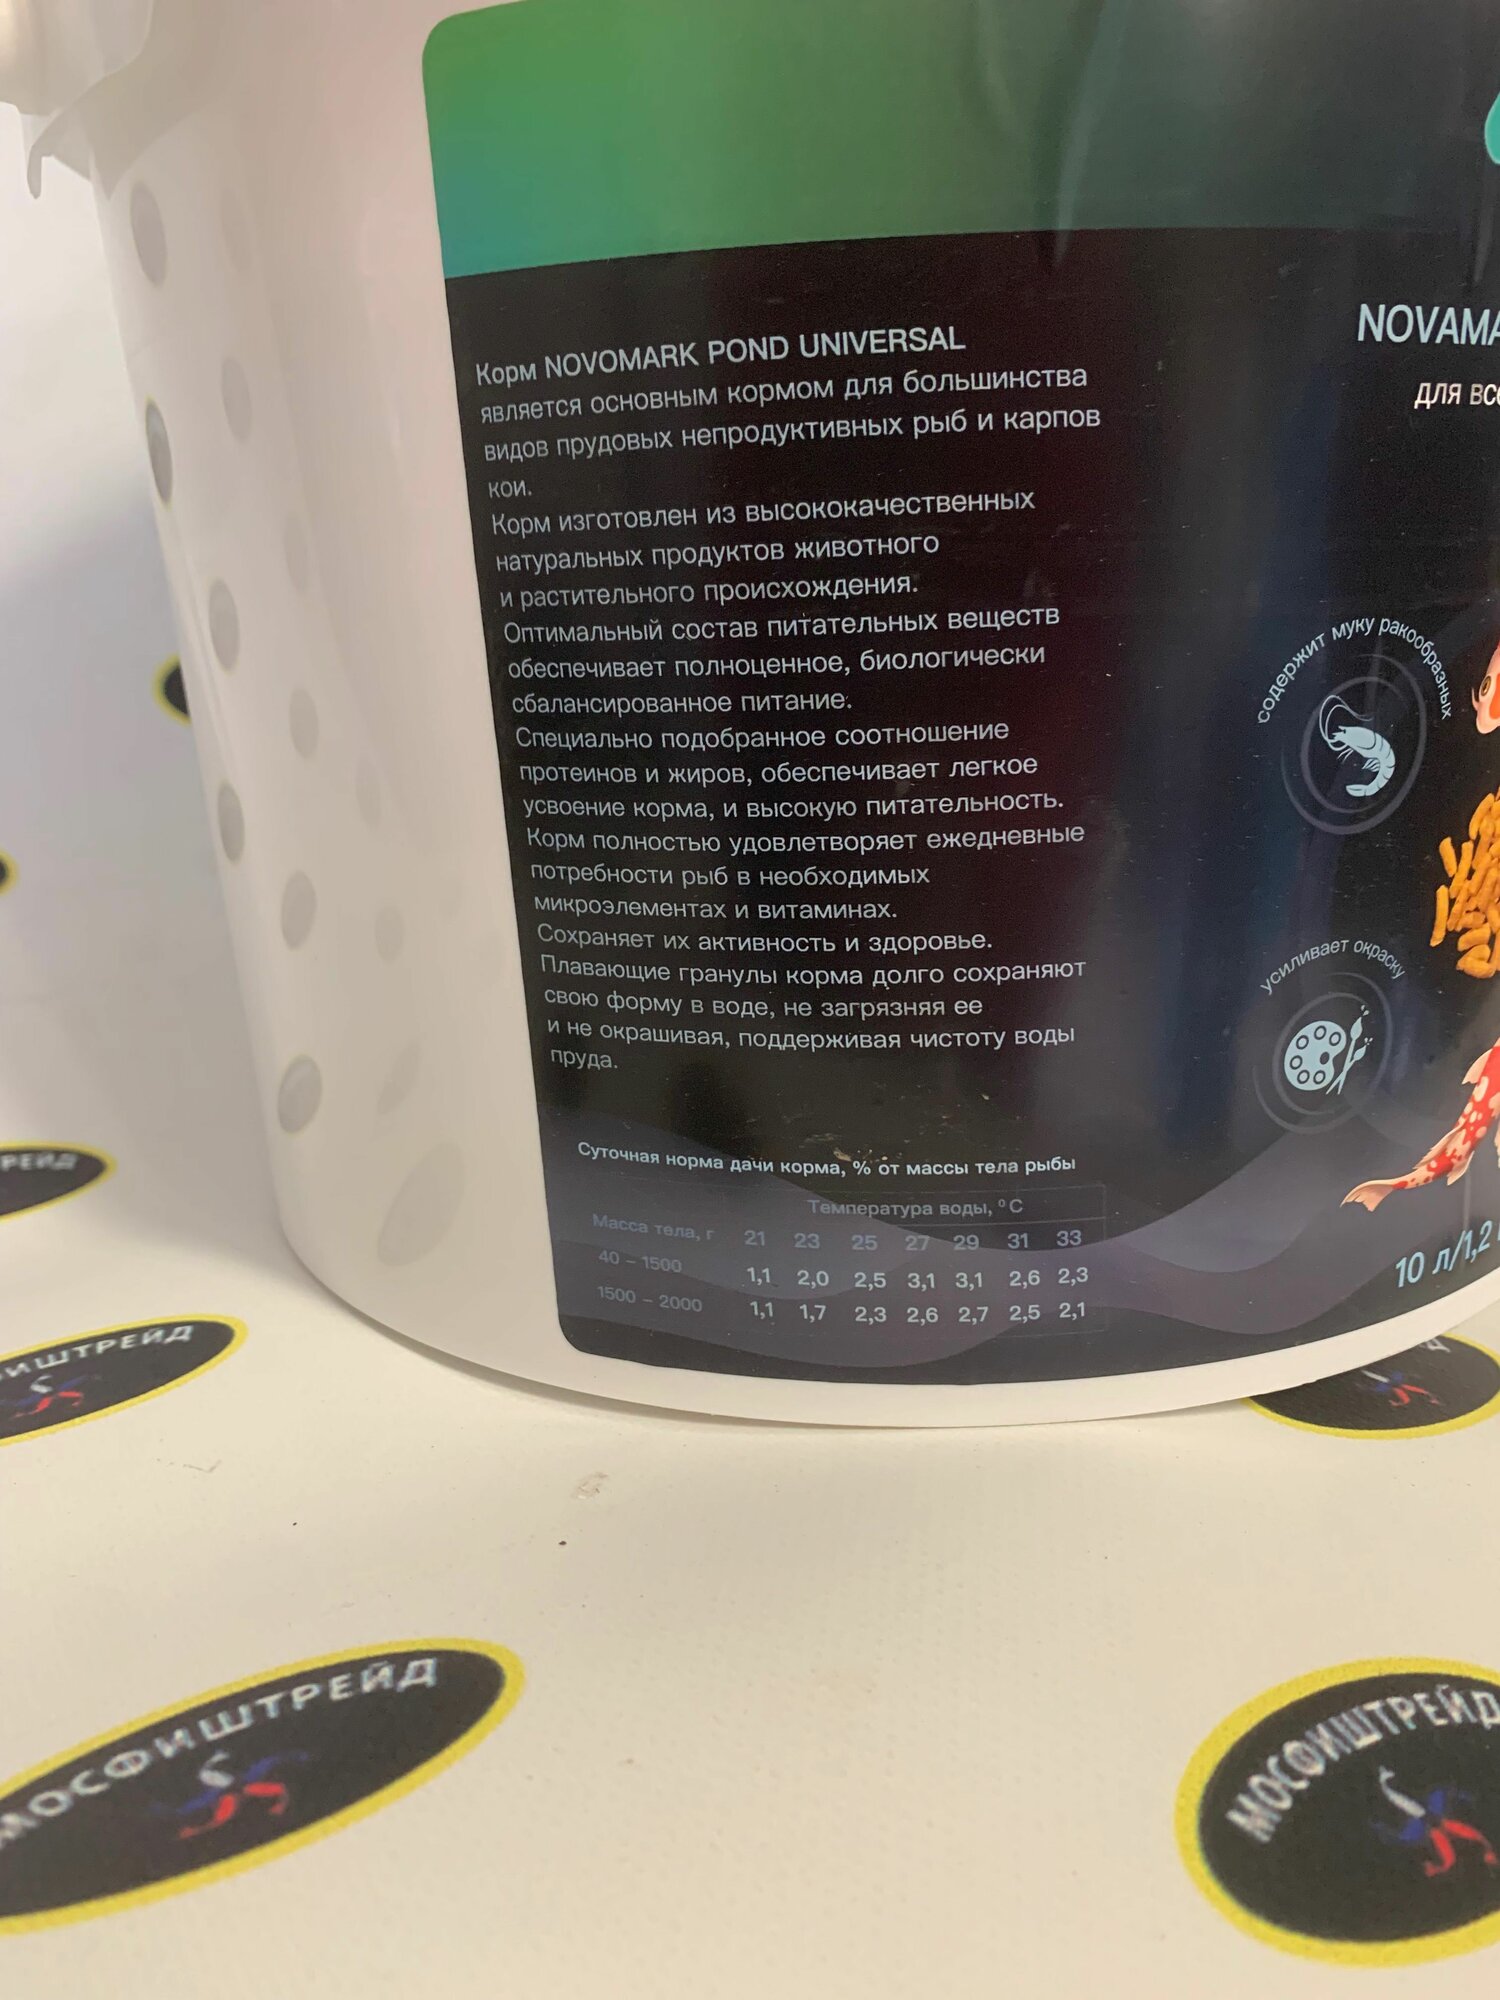 Корм NOVOMARK POND UNIVERSAL
является основным кормом для большинства
видов прудовых непродуктивных рыб и карпов
кои.
Корм изготовлен из высококачественных
натуральных продуктов животного
и растительного происхождения.
Оптимальный состав питательных веществ
обеспечивает полноценное, биологически
сбалансированное питание.
Специально подобранное соотношение
протеинов и жиров, обеспечивает легкое
усвоение корма, и высокую питательность.
Корм полностью удовлетворяет ежедневные
потребности рыб в необходимых
микроэлементах и витаминах.
Сохраняет их активность и здоровье.
Плавающие гранулы корма долго сохраняют
свою форму в воде, не загрязняя ее
и не окрашивая, поддерживая чистоту воды
пруда.
Суточная норма дачи корма, % от массы тела рыбы
Температура воды, ⁰ С
Масса тела, г 21 23 25 27 29 31 33
40 – 1500 1,1 2,0 2,5 3,1 3,1 2,6 2,3
1500 – 2000 1,1 1,7 2,3 2,6 2,7 2,5 2,1
NOVAMA
для вс
содержит муку ракообразных
усиливает окраску
10 л/1,2
МОСФИШТРЕЙД
МОСФИШТРЕЙД